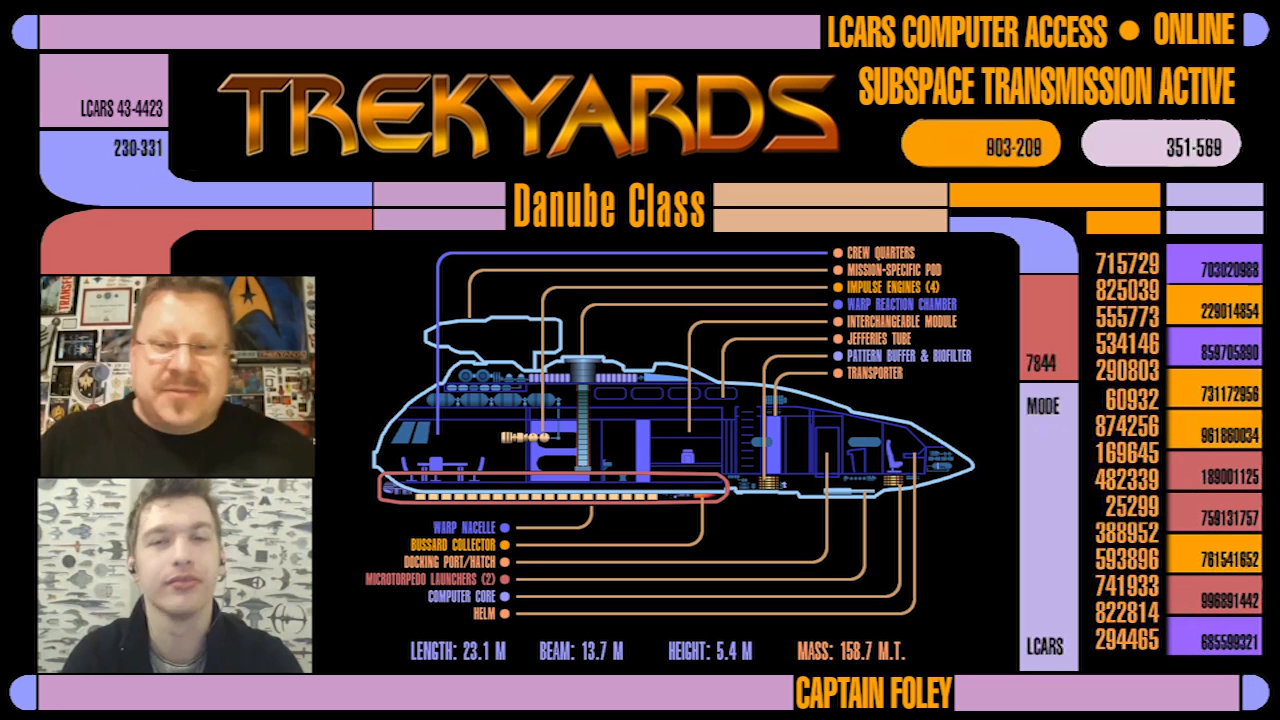 LCARS COMPUTER ACCESS • ONLINE
TREKYARDS
SUBSPACE TRANSMISSION ACTIVE
LCARS 43-4423
230-331
903-209
351-569
Danube Class
CREW QUARTERS
MISSION-SPECIFIC POD
IMPULSE ENGINES (4)
WARP REACTION CHAMBER
INTERCHANGEABLE MODULE
JEFFERIES TUBE
PATTERN BUFFER & BIOFILTER
TRANSPORTER
WARP NACELLE
BUSSARD COLLECTOR
DOCKING PORT/HATCH
MICROTORPEDO LAUNCHERS (2)
COMPUTER CORE
HELM
LENGTH: 23.1 M
BEAM: 13.7 M
HEIGHT: 5.4 M
MASS: 158.7 M.T.
7844
MODE
LCARS
715729
825039
555773
534146
290803
60932
874256
169645
482339
25299
388952
593896
741933
822814
294465
703020988
229014854
859705890
731172956
961860034
189001125
759131757
761541652
996891442
685599321
TREKYARDS
CAPTAIN FOLEY